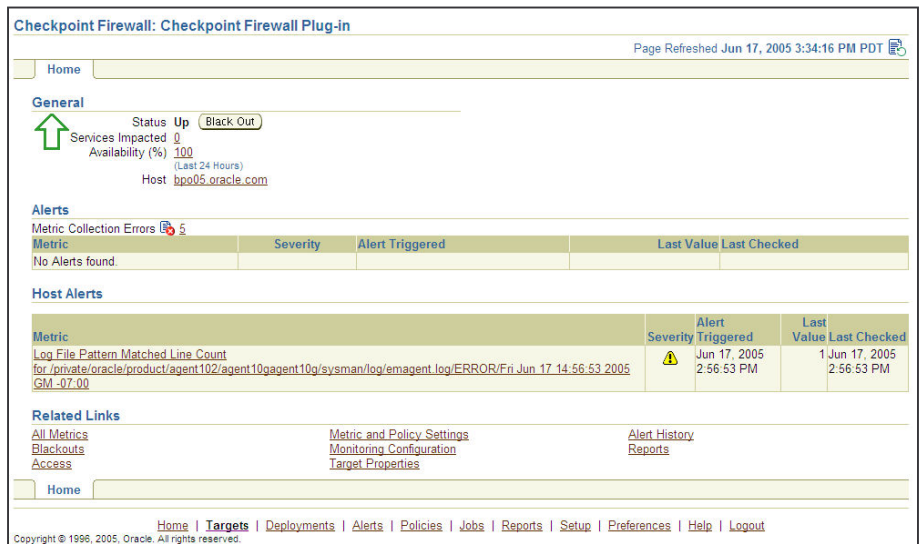 Checkpoint Firewall: Checkpoint Firewall Plug-in
Page Refreshed Jun 17, 2005 3:34:16 PM PDT
Home
General
Status Up Black Out
Services Impacted 0
Availability (%) 100
(Last 24 Hours)
Host bpo05.oracle.com
Alerts
Metric Collection Errors 5
Metric Severity Alert Triggered Last Value Last Checked
No Alerts found.
Host Alerts
Metric Severity Alert Triggered Last Value Last Checked
Log File Pattern Matched Line Count
for /private/oracle/product/agent102/agent10gagent10g/sysman/log/emagent.log/ERROR/Fri Jun 17 14:56:53 2005
GM -07:00
Jun 17, 2005
2:56:53 PM
1
Jun 17, 2005
2:56:53 PM
Related Links
All Metrics Metric and Policy Settings Alert History
Blackouts Monitoring Configuration Reports
Access Target Properties
Home
Home | Targets | Deployments | Alerts | Policies | Jobs | Reports | Setup | Preferences | Help | Logout
Copyright © 1996, 2005, Oracle. All rights reserved.